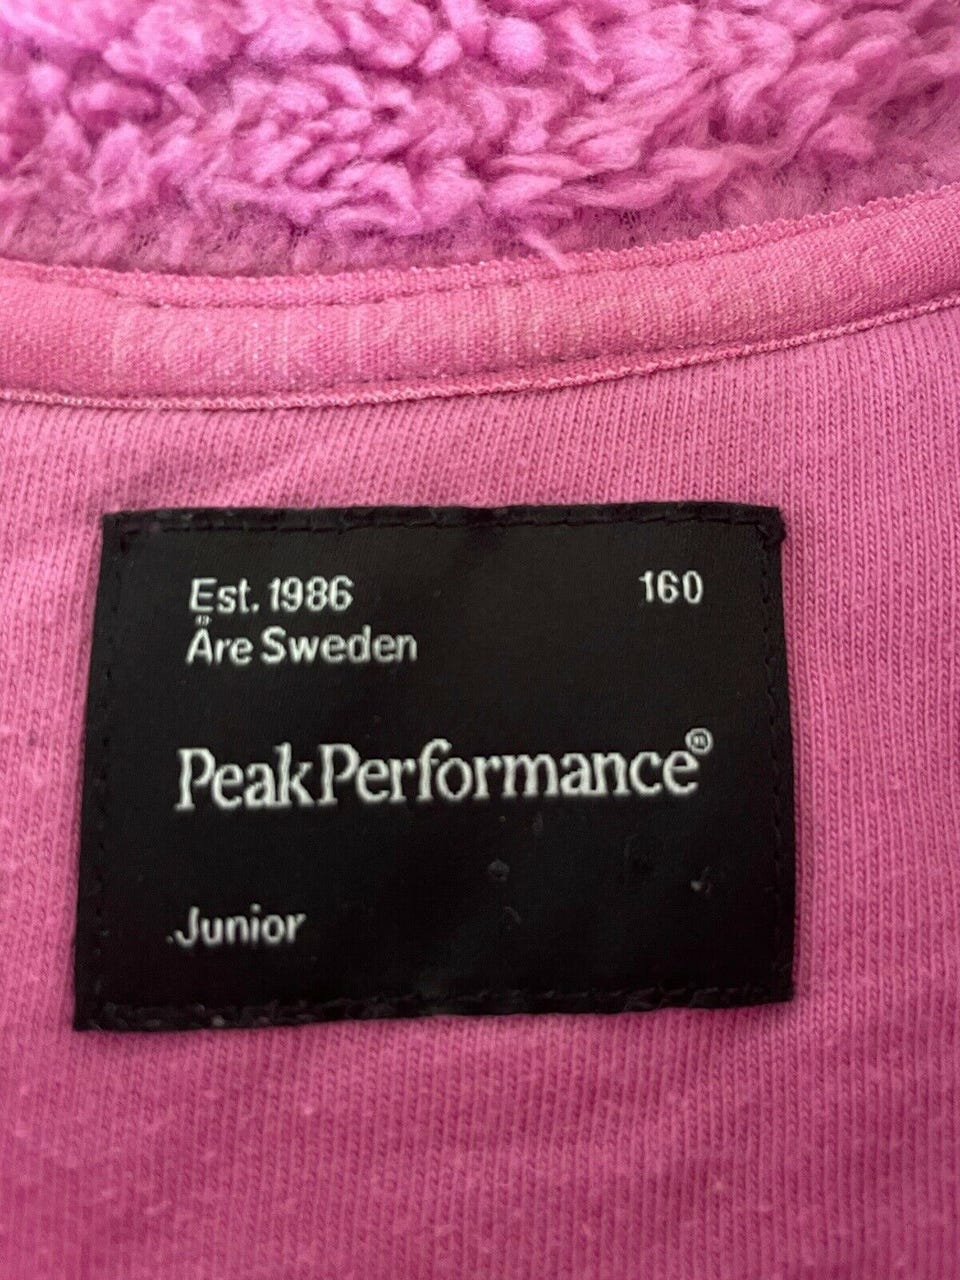 Est. 1986 160
Åre Sweden
PeakPerformance®
Junior